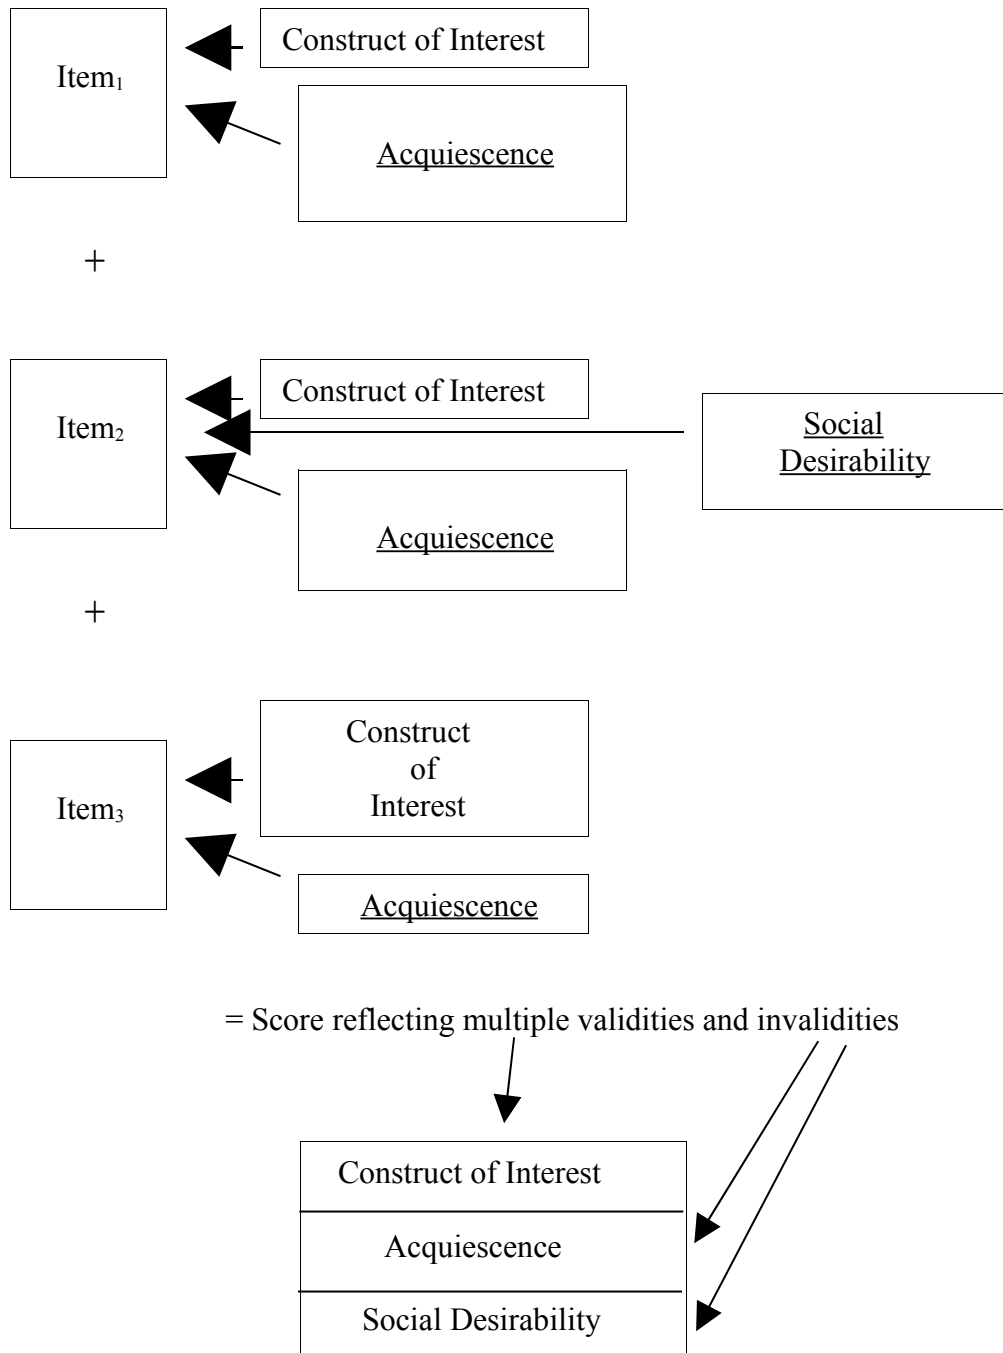 Construct of Interest
Item₁
Acquiescence
+
Construct of Interest
Item₂
Social
Desirability
Acquiescence
+
Construct
of
Interest
Item₃
Acquiescence
= Score reflecting multiple validities and invalidities
Construct of Interest
Acquiescence
Social Desirability